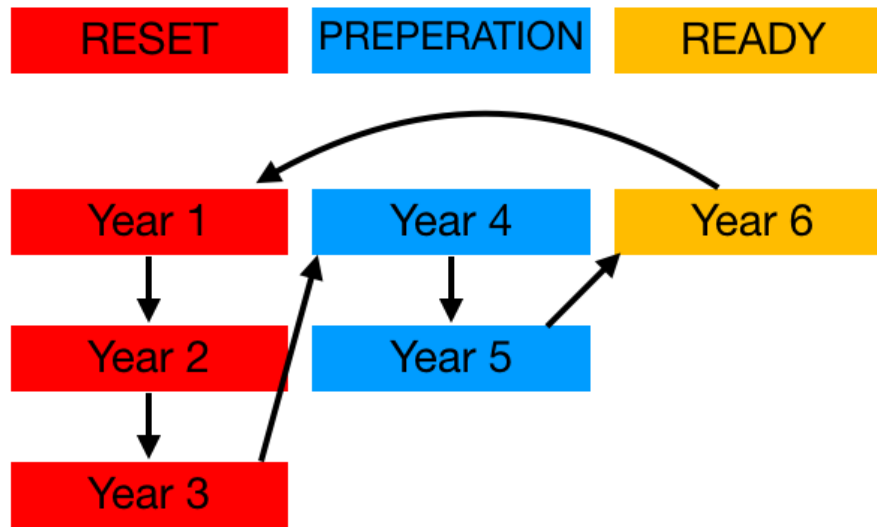 RESET
PREPERATION
READY
Year 1
Year 4
Year 6
Year 2
Year 5
Year 3